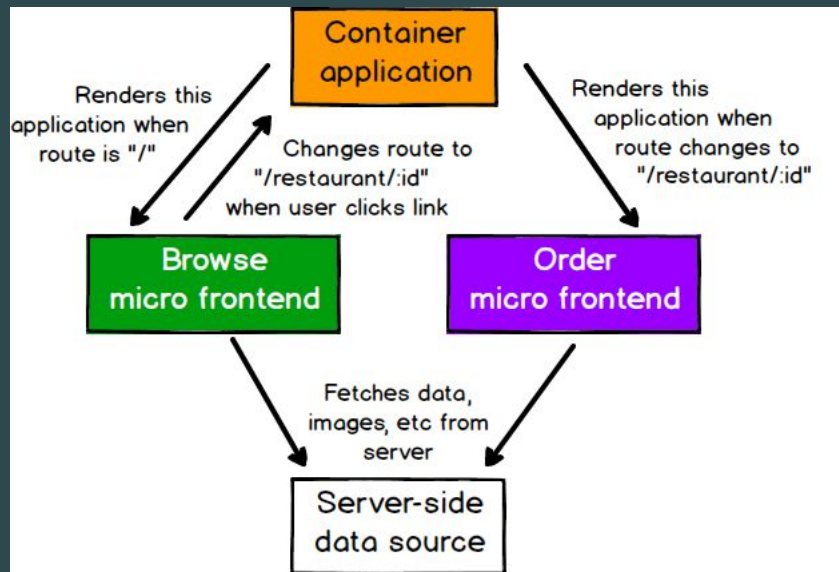 Container
application
Renders this
application when
route is "/"
Changes route to
"/restaurant/:id"
when user clicks link
Renders this
application when
route changes to
"/restaurant/:id"
Browse
micro frontend
Order
micro frontend
Fetches data,
images, etc from
server
Server-side
data source